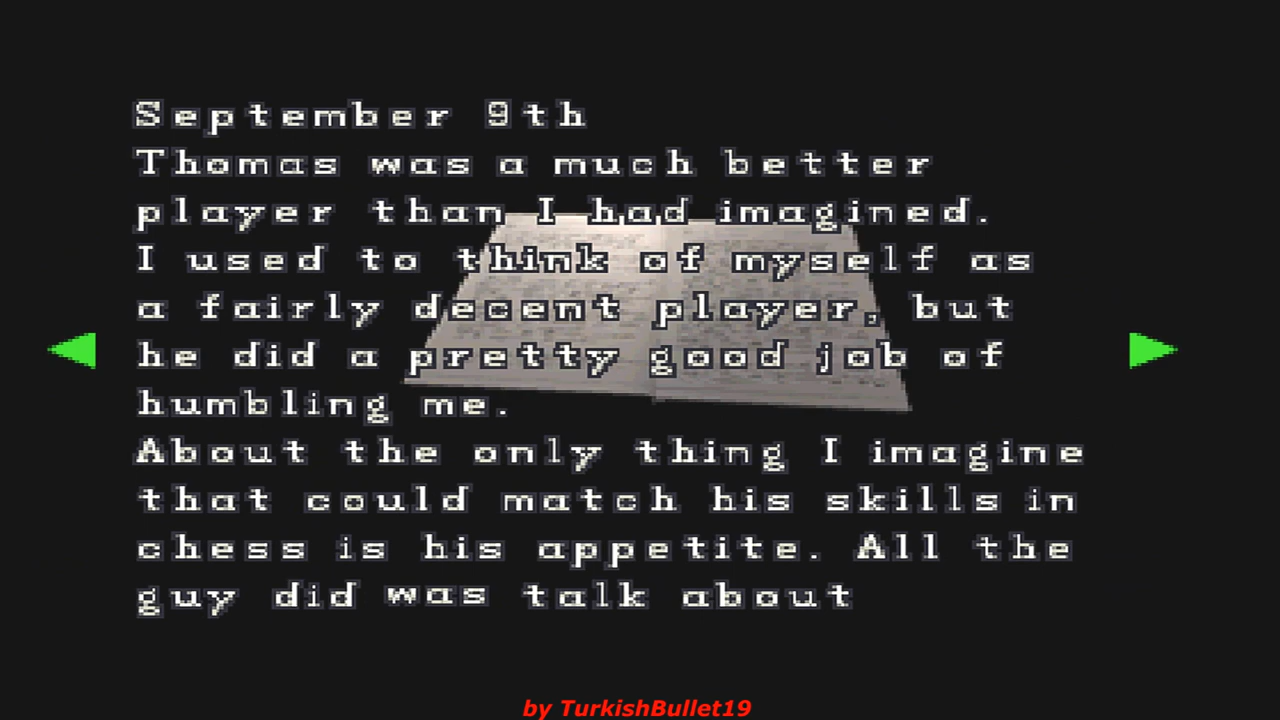 September 9th
Thomas was a much better
player than I had imagined.
I used to think of myself as
a fairly decent player, but
he did a pretty good job of
humbling me.
About the only thing I imagine
that could match his skills in
chess is his appetite. All the
guy did was talk about
by TurkishBullet19